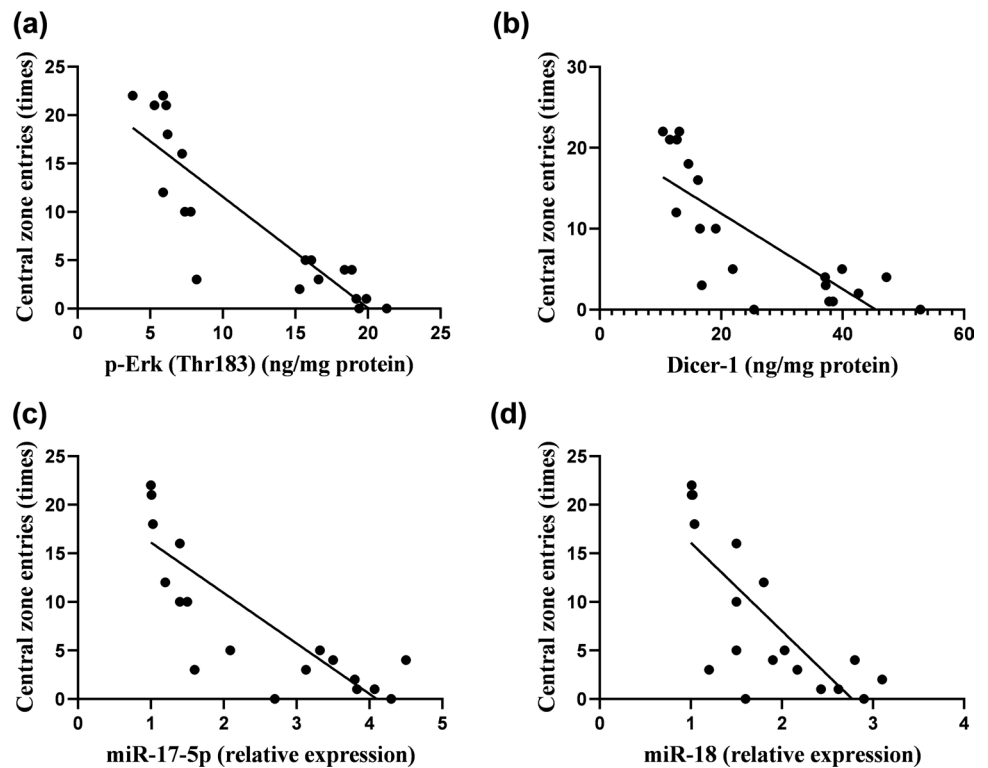 (a)
Central zone entries (times)
25
20
15
10
5
0
0 5 10 15 20 25
p-Erk (Thr183) (ng/mg protein)
(b)
Central zone entries (times)
30
20
10
0
0 20 40 60
Dicer-1 (ng/mg protein)
(c)
Central zone entries (times)
25
20
15
10
5
0
0 1 2 3 4 5
miR-17-5p (relative expression)
(d)
Central zone entries (times)
25
20
15
10
5
0
0 1 2 3 4
miR-18 (relative expression)